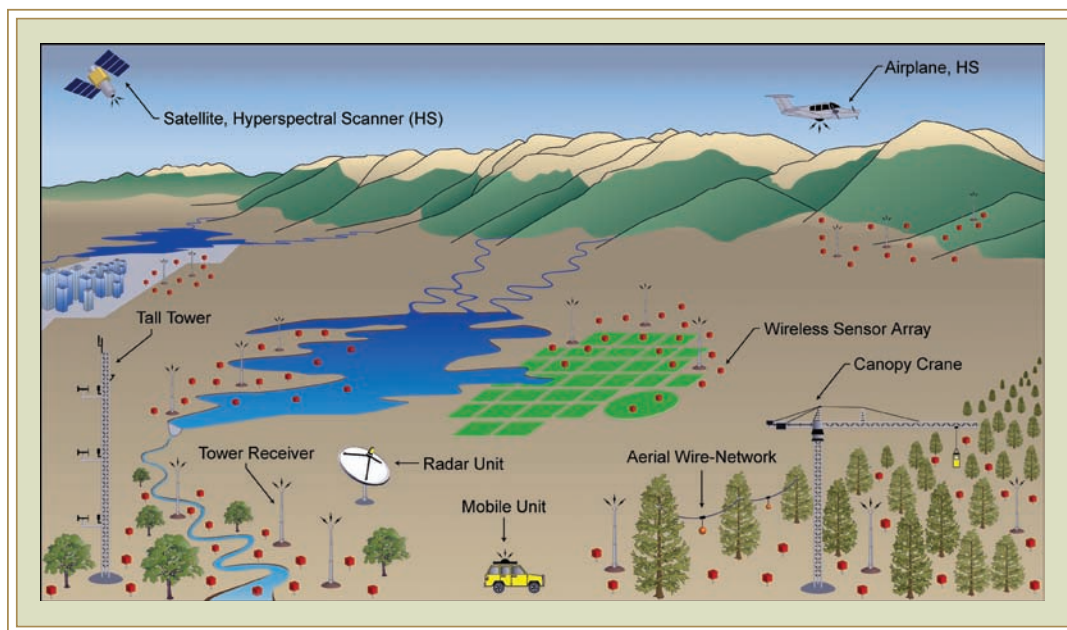 Airplane, HS
Satellite, Hyperspectral Scanner (HS)
Tall Tower
Wireless Sensor Array
Canopy Crane
Tower Receiver
Radar Unit
Aerial Wire-Network
Mobile Unit